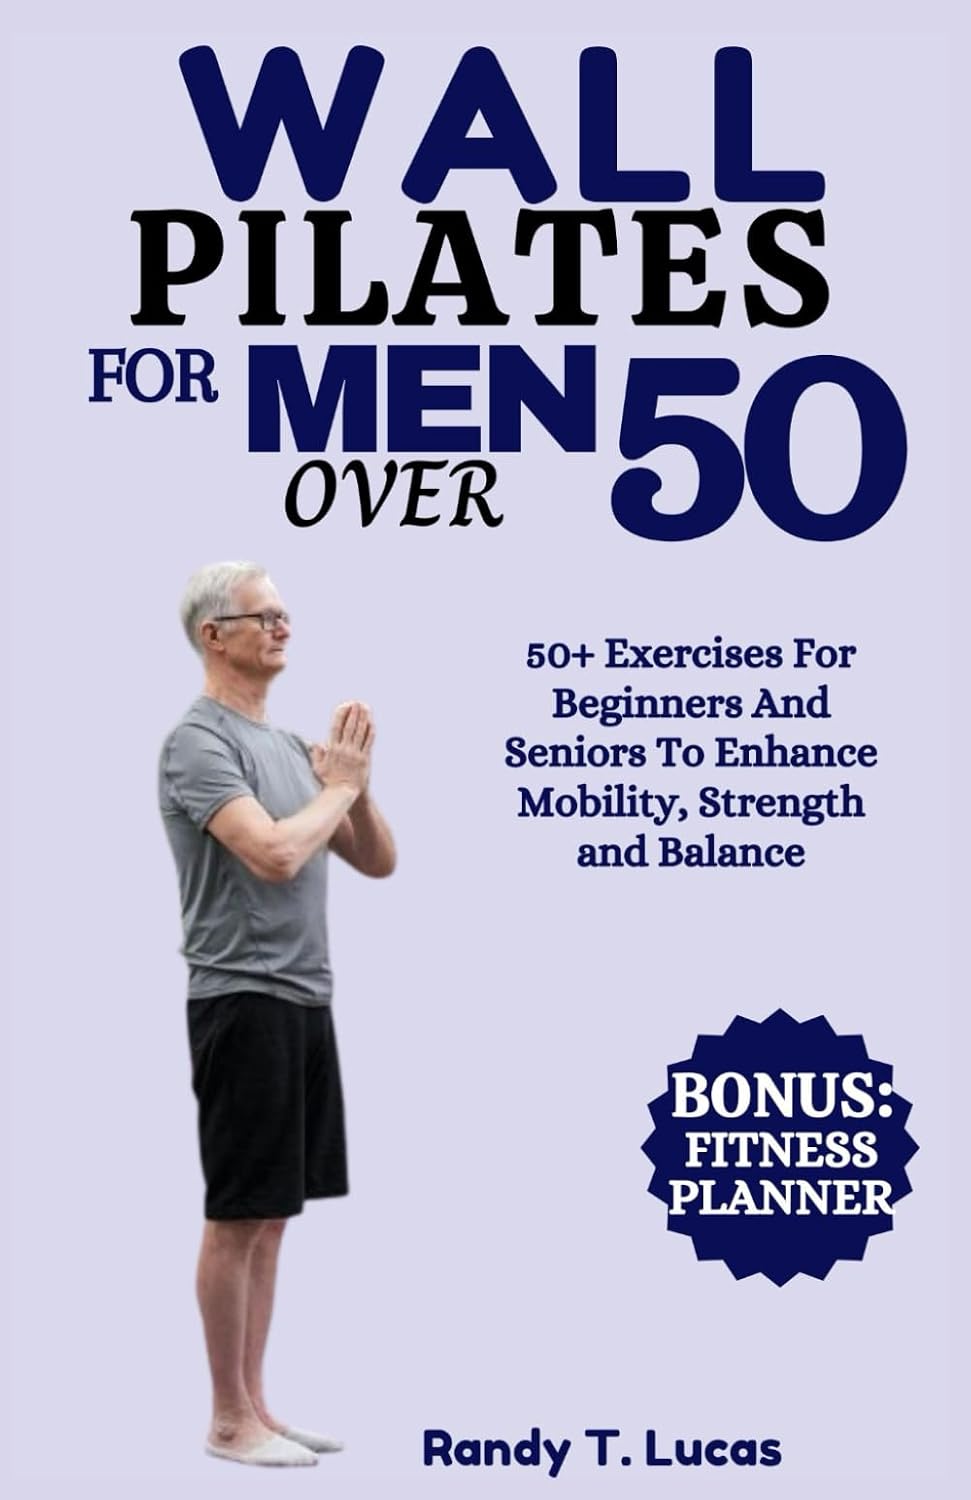 WALL
PILATES
FOR MEN 50
OVER
50+ Exercises For
Beginners And
Seniors To Enhance
Mobility, Strength
and Balance
BONUS:
FITNESS
PLANNER
Randy T. Lucas